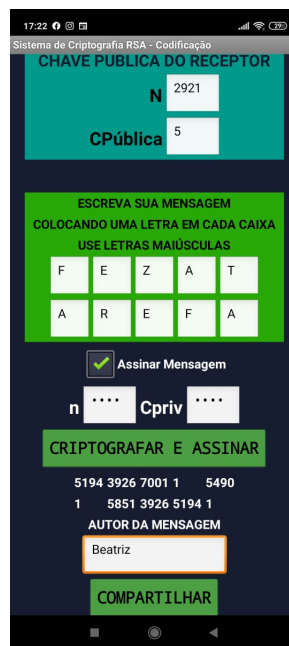 17:22
29
Sistema de Criptografia RSA - Codificação
CHAVE PÚBLICA DO RECEPTOR
N 2921
CPública 5
ESCREVA SUA MENSAGEM
COLOCANDO UMA LETRA EM CADA CAIXA
USE LETRAS MAIÚSCULAS
F E Z A T
A R E F A
Assinar Mensagem
n •••• Cpriv ••••
CRIPTOGRAFAR E ASSINAR
5194 3926 7001 1 5490
1 5851 3926 5194 1
AUTOR DA MENSAGEM
Beatriz
COMPARTILHAR